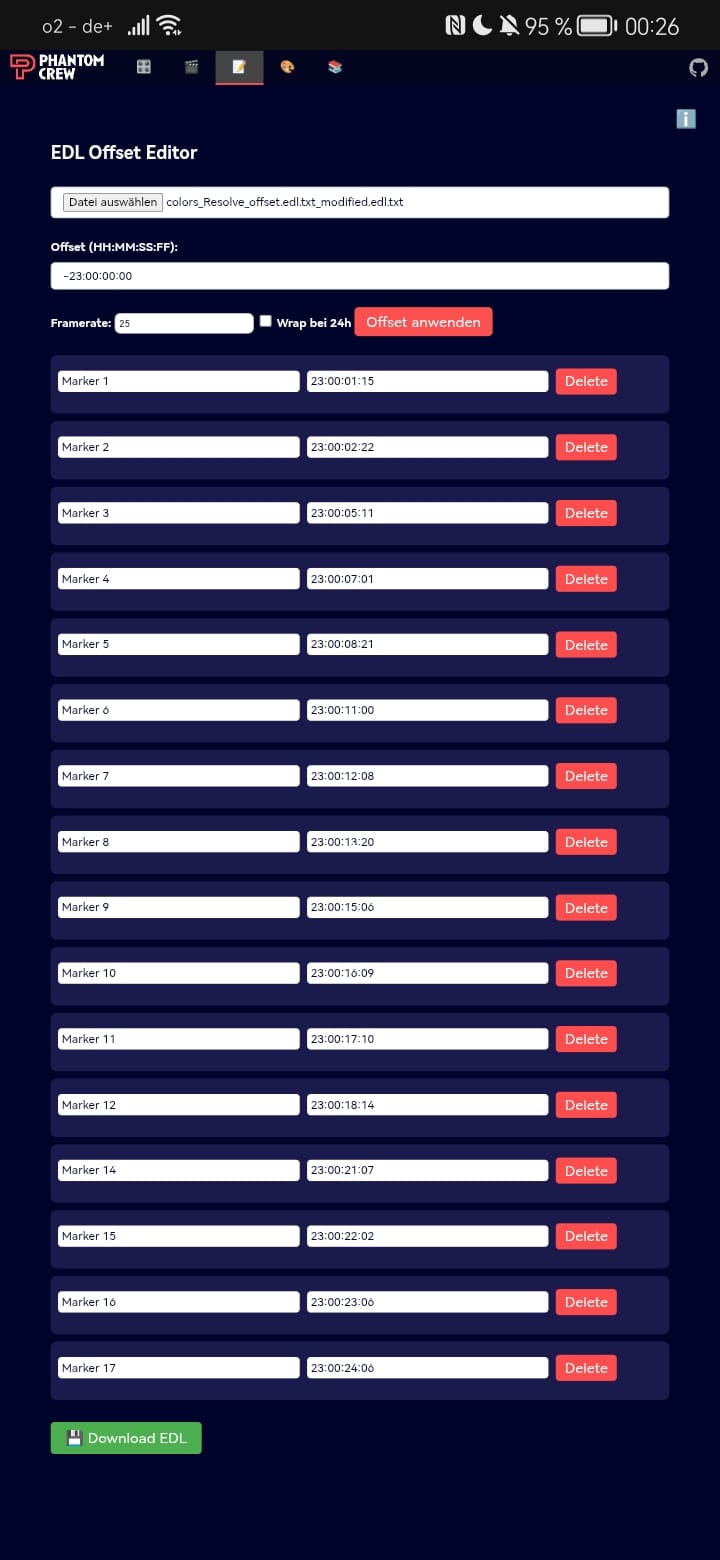 o2 - de+ 95 % 00:26
PHANTOM
CREW
EDL Offset Editor
Datei auswählen colors_Resolve_offset.edl.txt_modified.edl.txt
Offset (HH:MM:SS:FF):
-23:00:00:00
Framerate: 25 Wrap bei 24h Offset anwenden
Marker 1 23:00:01:15 Delete
Marker 2 23:00:02:22 Delete
Marker 3 23:00:05:11 Delete
Marker 4 23:00:07:01 Delete
Marker 5 23:00:08:21 Delete
Marker 6 23:00:11:00 Delete
Marker 7 23:00:12:08 Delete
Marker 8 23:00:13:20 Delete
Marker 9 23:00:15:06 Delete
Marker 10 23:00:16:09 Delete
Marker 11 23:00:17:10 Delete
Marker 12 23:00:18:14 Delete
Marker 14 23:00:21:07 Delete
Marker 15 23:00:22:02 Delete
Marker 16 23:00:23:06 Delete
Marker 17 23:00:24:06 Delete
Download EDL